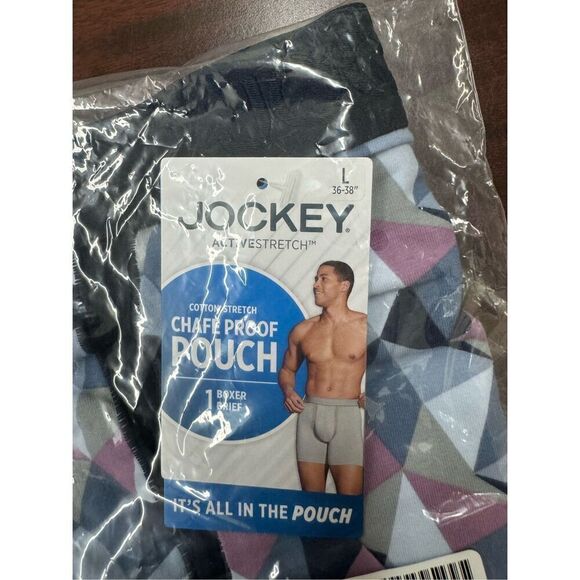 L
36-38"
JOCKEY®
ACTIVESTRETCH™
COTTON STRETCH
CHAFE PROOF
POUCH
1 BOXER
BRIEF
IT'S ALL IN THE POUCH